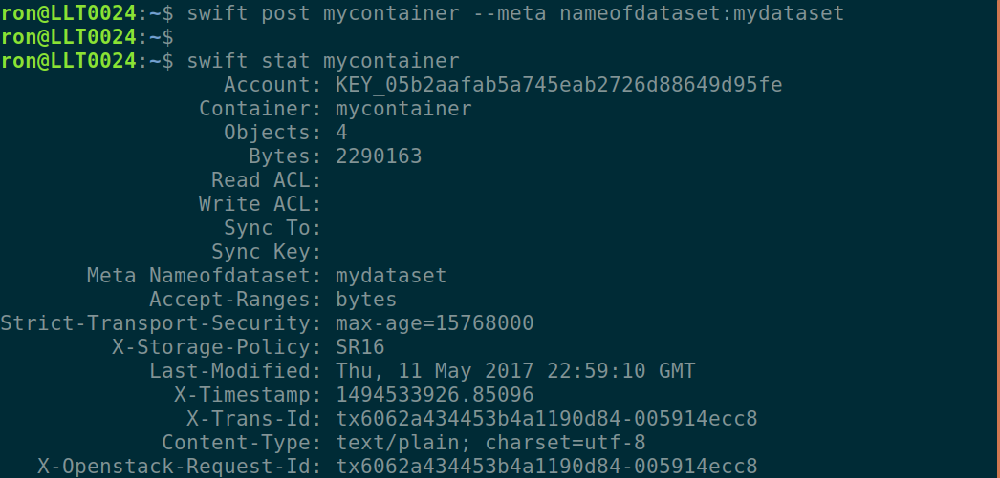 ron@LLT0024:~$ swift post mycontainer --meta nameofdataset:mydataset
ron@LLT0024:~$
ron@LLT0024:~$ swift stat mycontainer
Account: KEY_05b2aafab5a745eab2726d88649d95fe
Container: mycontainer
Objects: 4
Bytes: 2290163
Read ACL:
Write ACL:
Sync To:
Sync Key:
Meta Nameofdataset: mydataset
Accept-Ranges: bytes
Strict-Transport-Security: max-age=15768000
X-Storage-Policy: SR16
Last-Modified: Thu, 11 May 2017 22:59:10 GMT
X-Timestamp: 1494533926.85096
X-Trans-Id: tx6062a434453b4a1190d84-005914ecc8
Content-Type: text/plain; charset=utf-8
X-Openstack-Request-Id: tx6062a434453b4a1190d84-005914ecc8